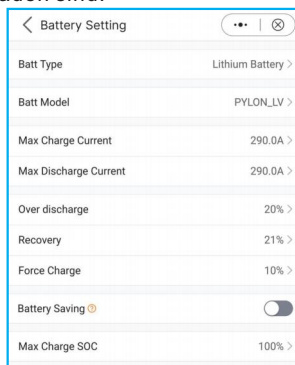 < Battery Setting
Batt Type Lithium Battery >
Batt Model PYLON_LV >
Max Charge Current 290.0A >
Max Discharge Current 290.0A >
Over discharge 20% >
Recovery 21% >
Force Charge 10% >
Battery Saving
Max Charge SOC 100% >